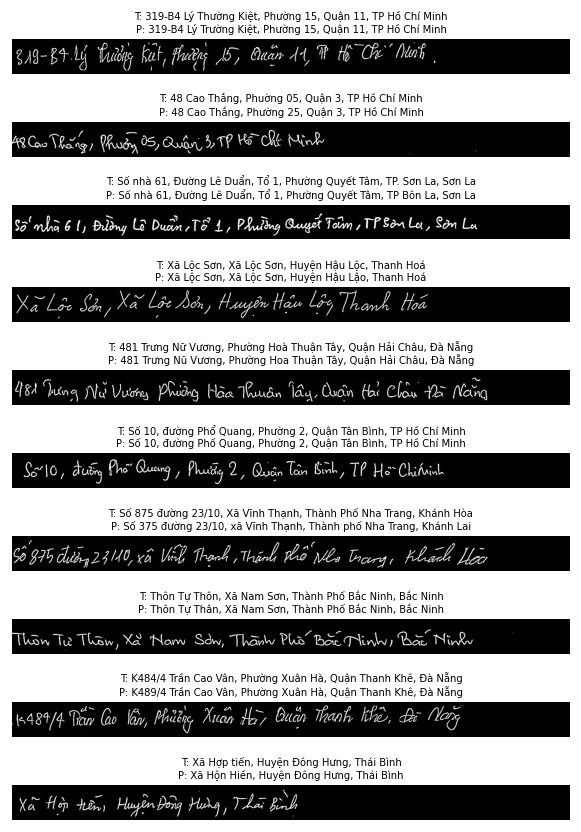 T: 319-B4 Lý Thường Kiệt, Phường 15, Quận 11, TP Hồ Chí Minh
P: 319-B4 Lý Trường Kiệt, Phường 15, Quận 11, TP Hồ Chí Minh
319-B4 Lý Thường Kiệt, Phường 15, Quận 11, TP Hồ Chí Minh.
T: 48 Cao Thắng, Phuờng 05, Quận 3, TP Hồ Chí Minh
P: 48 Cao Thắng, Phường 25, Quận 3, TP Hồ Chí Minh
48 Cao Thắng, Phuờng 05, Quận 3, TP Hồ Chí Minh
T: Số nhà 61, Đường Lê Duẩn, Tổ 1, Phường Quyết Tâm, TP. Sơn La, Sơn La
P: Số nhà 61, Đường Lê Duẩn, Tổ 1, Phường Quyết Tâm, TP Bôn La, Sơn La
Số nhà 61, Đường Lê Duẩn, Tổ 1, Phường Quyết Tâm, TP Sơn La, Sơn La
T: Xã Lộc Sơn, Xã Lộc Sơn, Huyện Hậu Lộc, Thanh Hoá
P: Xã Lộc Sơn, Xã Lộc Sơn, Huyện Hậu Lậo, Thanh Hoá
Xã Lộc Sơn, Xã Lộc Sơn, Huyện Hậu Lộc, Thanh Hoá
T: 481 Trưng Nữ Vương, Phường Hoà Thuận Tây, Quận Hải Châu, Đà Nẵng
P: 481 Trưng Nữ Vương, Phường Hoa Thuận Tây, Quận Hải Châu, Đà Nẵng
481 Trưng Nữ Vương Phường Hòa Thuận Tây, Quận Hải Châu Đà Nẵng
T: Số 10, đường Phổ Quang, Phường 2, Quận Tân Bình, TP Hồ Chí Minh
P: Số 10, đường Phố Quang, Phường 2, Quận Tân Bình, TP Hồ Chí Minh
Số 10, đường Phổ Quang, Phường 2, Quận Tân Bình, TP Hồ Chí Minh
T: Số 875 đường 23/10, Xã Vĩnh Thạnh, Thành Phố Nha Trang, Khánh Hòa
P: Số 375 đường 23/10, xã Vĩnh Thạnh, Thành phố Nha Trang, Khánh Lai
Số 875 đường 23/10, xã Vĩnh Thạnh, Thành phố Nha Trang, Khánh Hòa
T: Thôn Tự Thôn, Xã Nam Sơn, Thành Phố Bắc Ninh, Bắc Ninh
P: Thôn Tự Thân, Xã Nam Sơn, Thành Phố Bắc Ninh, Bắc Ninh
Thôn Tự Thôn, Xã Nam Sơn, Thành Phố Bắc Ninh, Bắc Ninh
T: K484/4 Trần Cao Vân, Phường Xuân Hà, Quận Thanh Khê, Đà Nẵng
P: K489/4 Trần Cao Vân, Phường Xuân Hà, Quận Thanh Khê, Đà Nẵng
K484/4 Trần Cao Vân, Phường Xuân Hà, Quận Thanh Khê, Đà Nẵng
T: Xã Hợp tiến, Huyện Đông Hưng, Thái Bình
P: Xã Hộn Hiền, Huyện Đông Hưng, Thái Bình
Xã Hợp tiến, Huyện Đông Hưng, Thái Bình